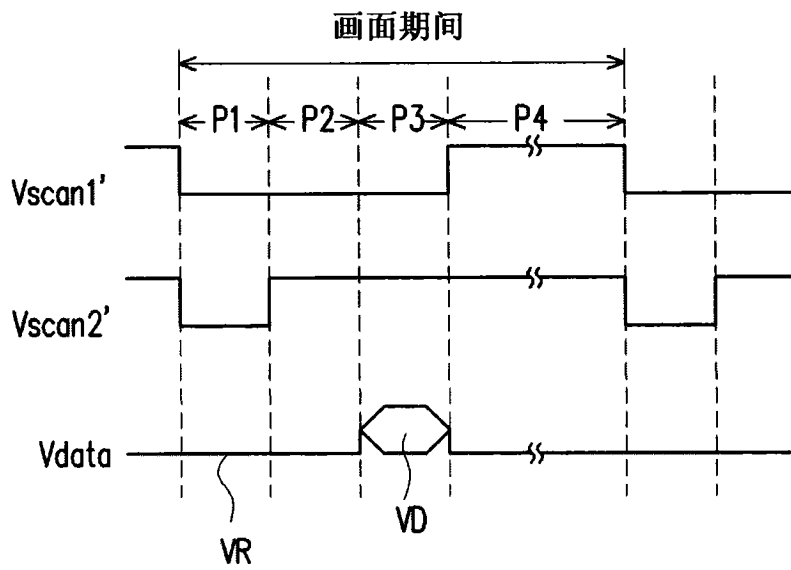 画面期间
P1 P2 P3 P4
Vscan1'
Vscan2'
Vdata
VD
VR